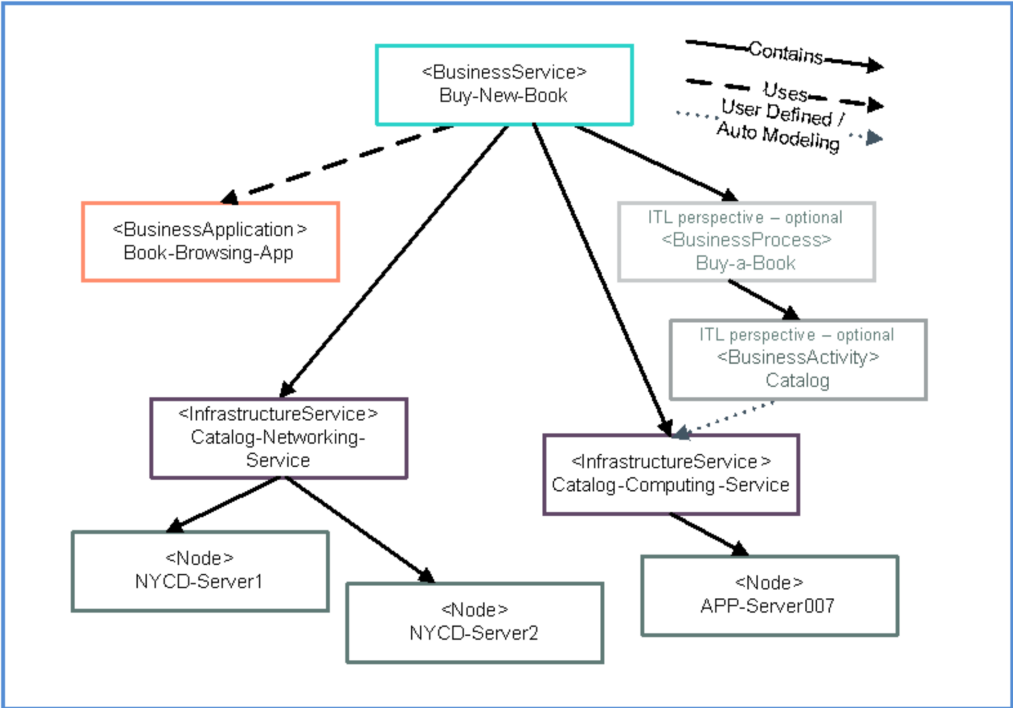 <BusinessService>
Buy-New-Book
Contains
Uses
User Defined /
Auto Modeling
<BusinessApplication>
Book-Browsing-App
ITL perspective – optional
<BusinessProcess>
Buy-a-Book
ITL perspective – optional
<BusinessActivity>
Catalog
<InfrastructureService>
Catalog-Networking-
Service
<InfrastructureService>
Catalog-Computing-Service
<Node>
NYCD-Server1
<Node>
NYCD-Server2
<Node>
APP-Server007